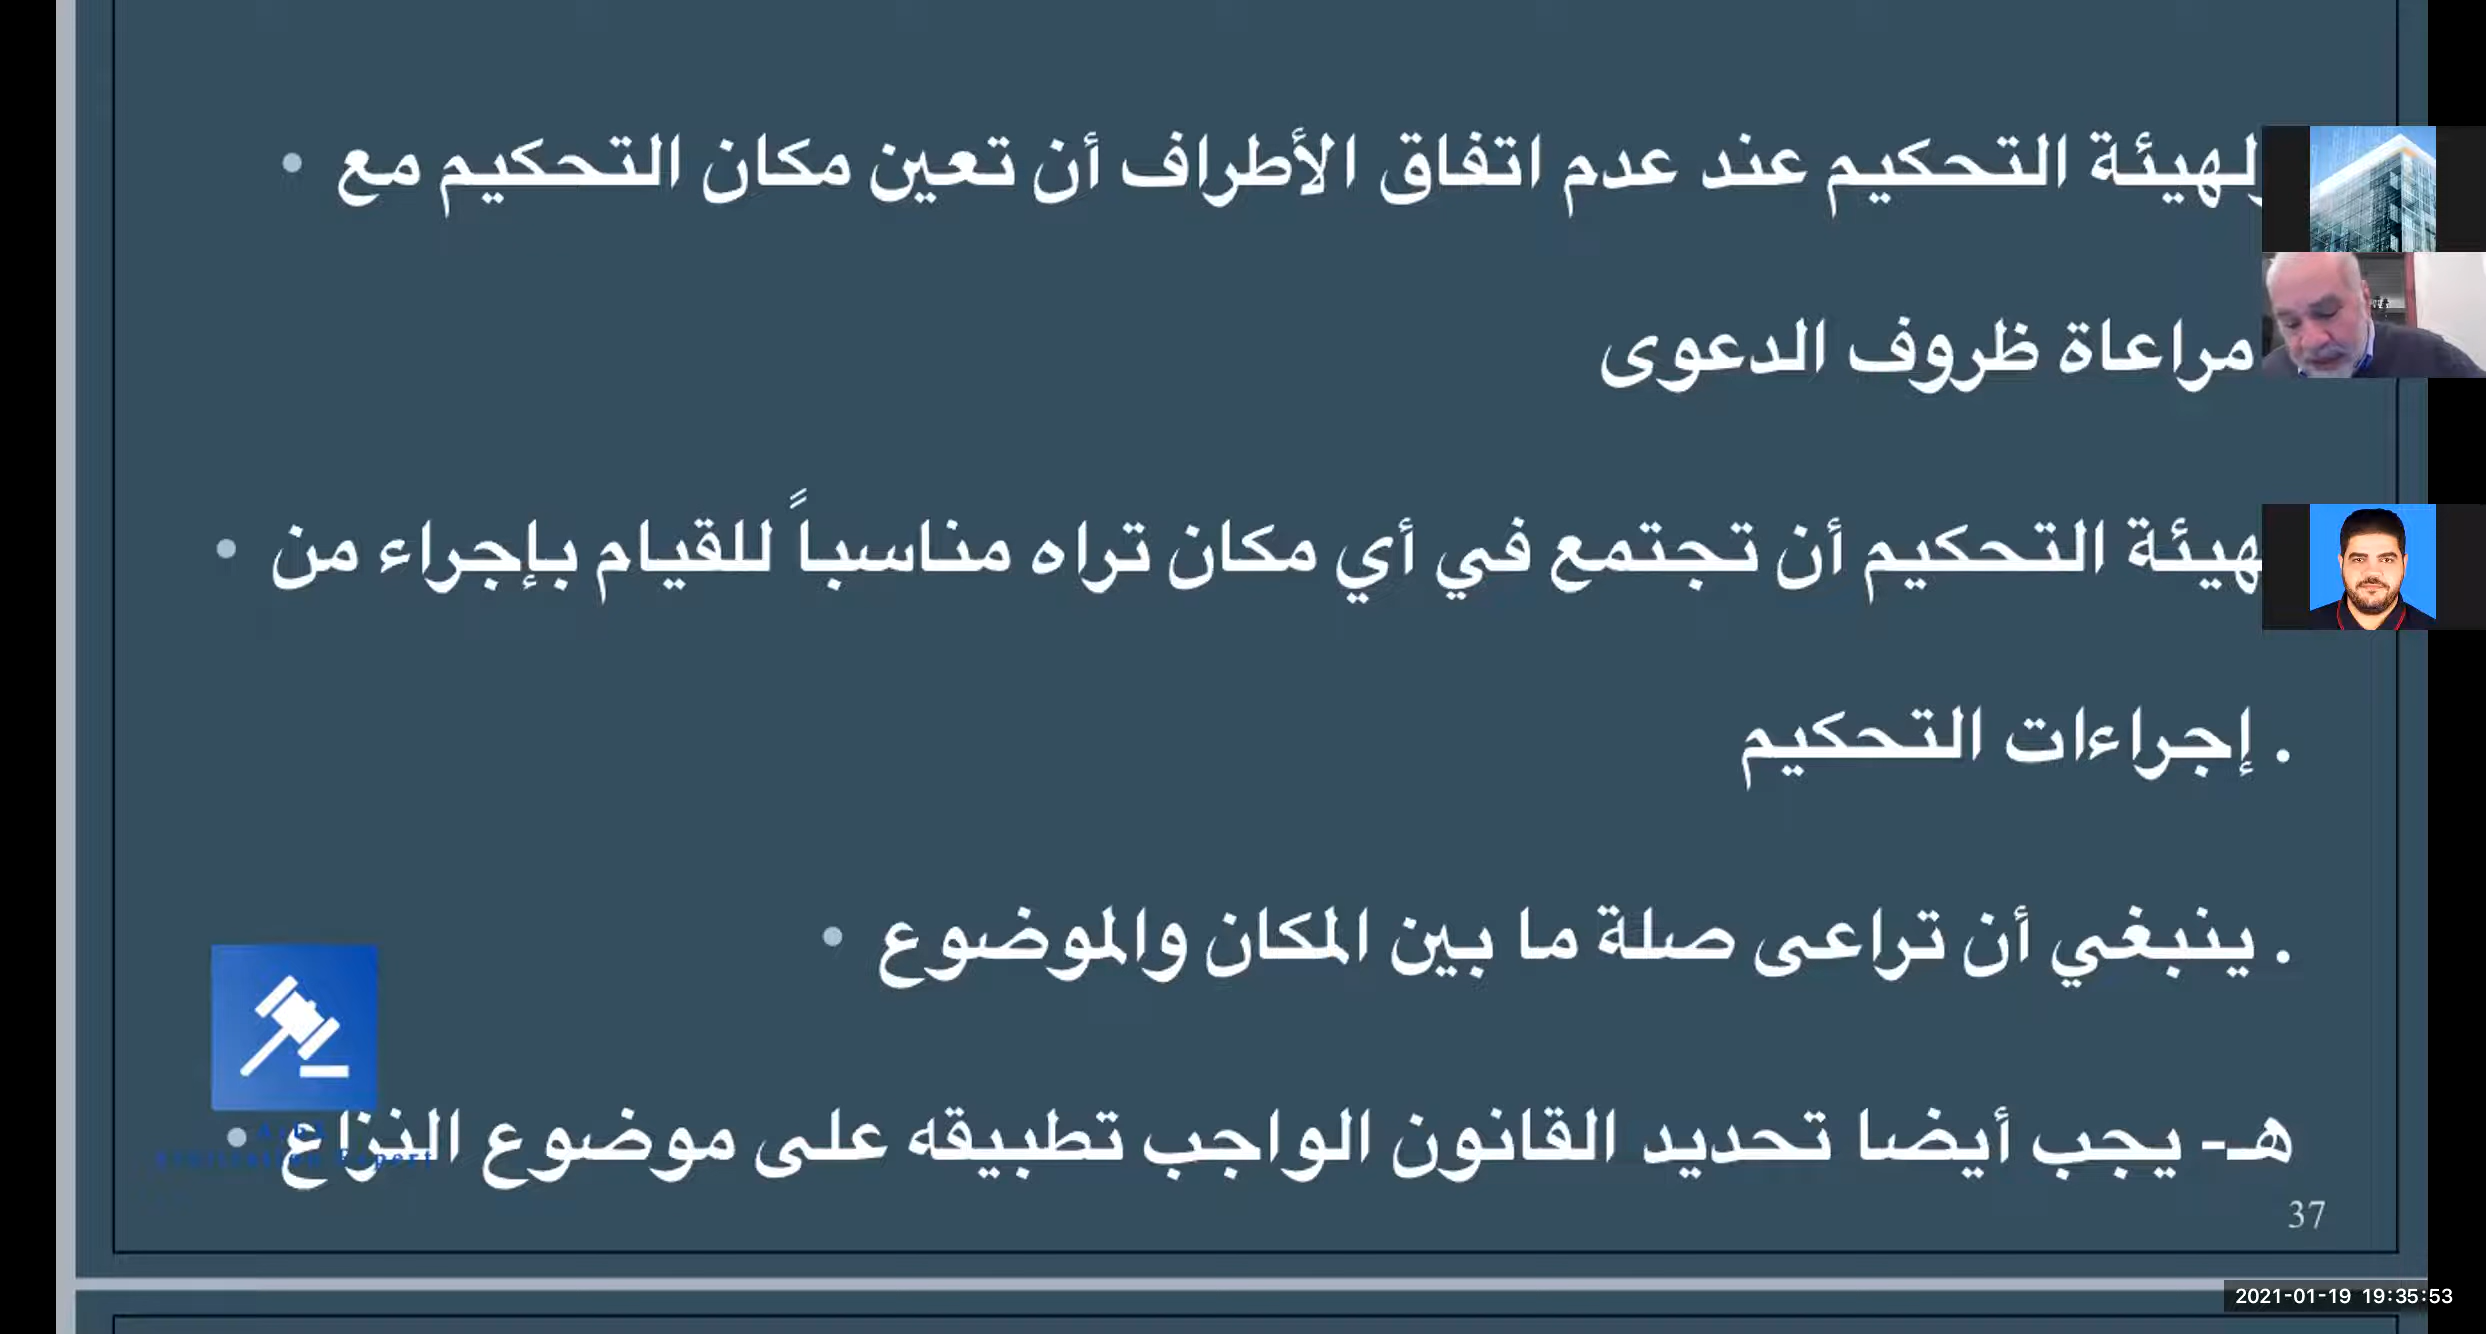 لهيئة التحكيم عند عدم اتفاق الأطراف أن تعين مكان التحكيم مع •
مراعاة ظروف الدعوى
هيئة التحكيم أن تجتمع في أي مكان تراه مناسباً للقيام بإجراء من •
. إجراءات التحكيم
. ينبغي أن تراعى صلة ما بين المكان والموضوع •
هـ- يجب أيضا تحديد القانون الواجب تطبيقه على موضوع النزاع •
Arbitration Expert
37
2021-01-19 19:35:53